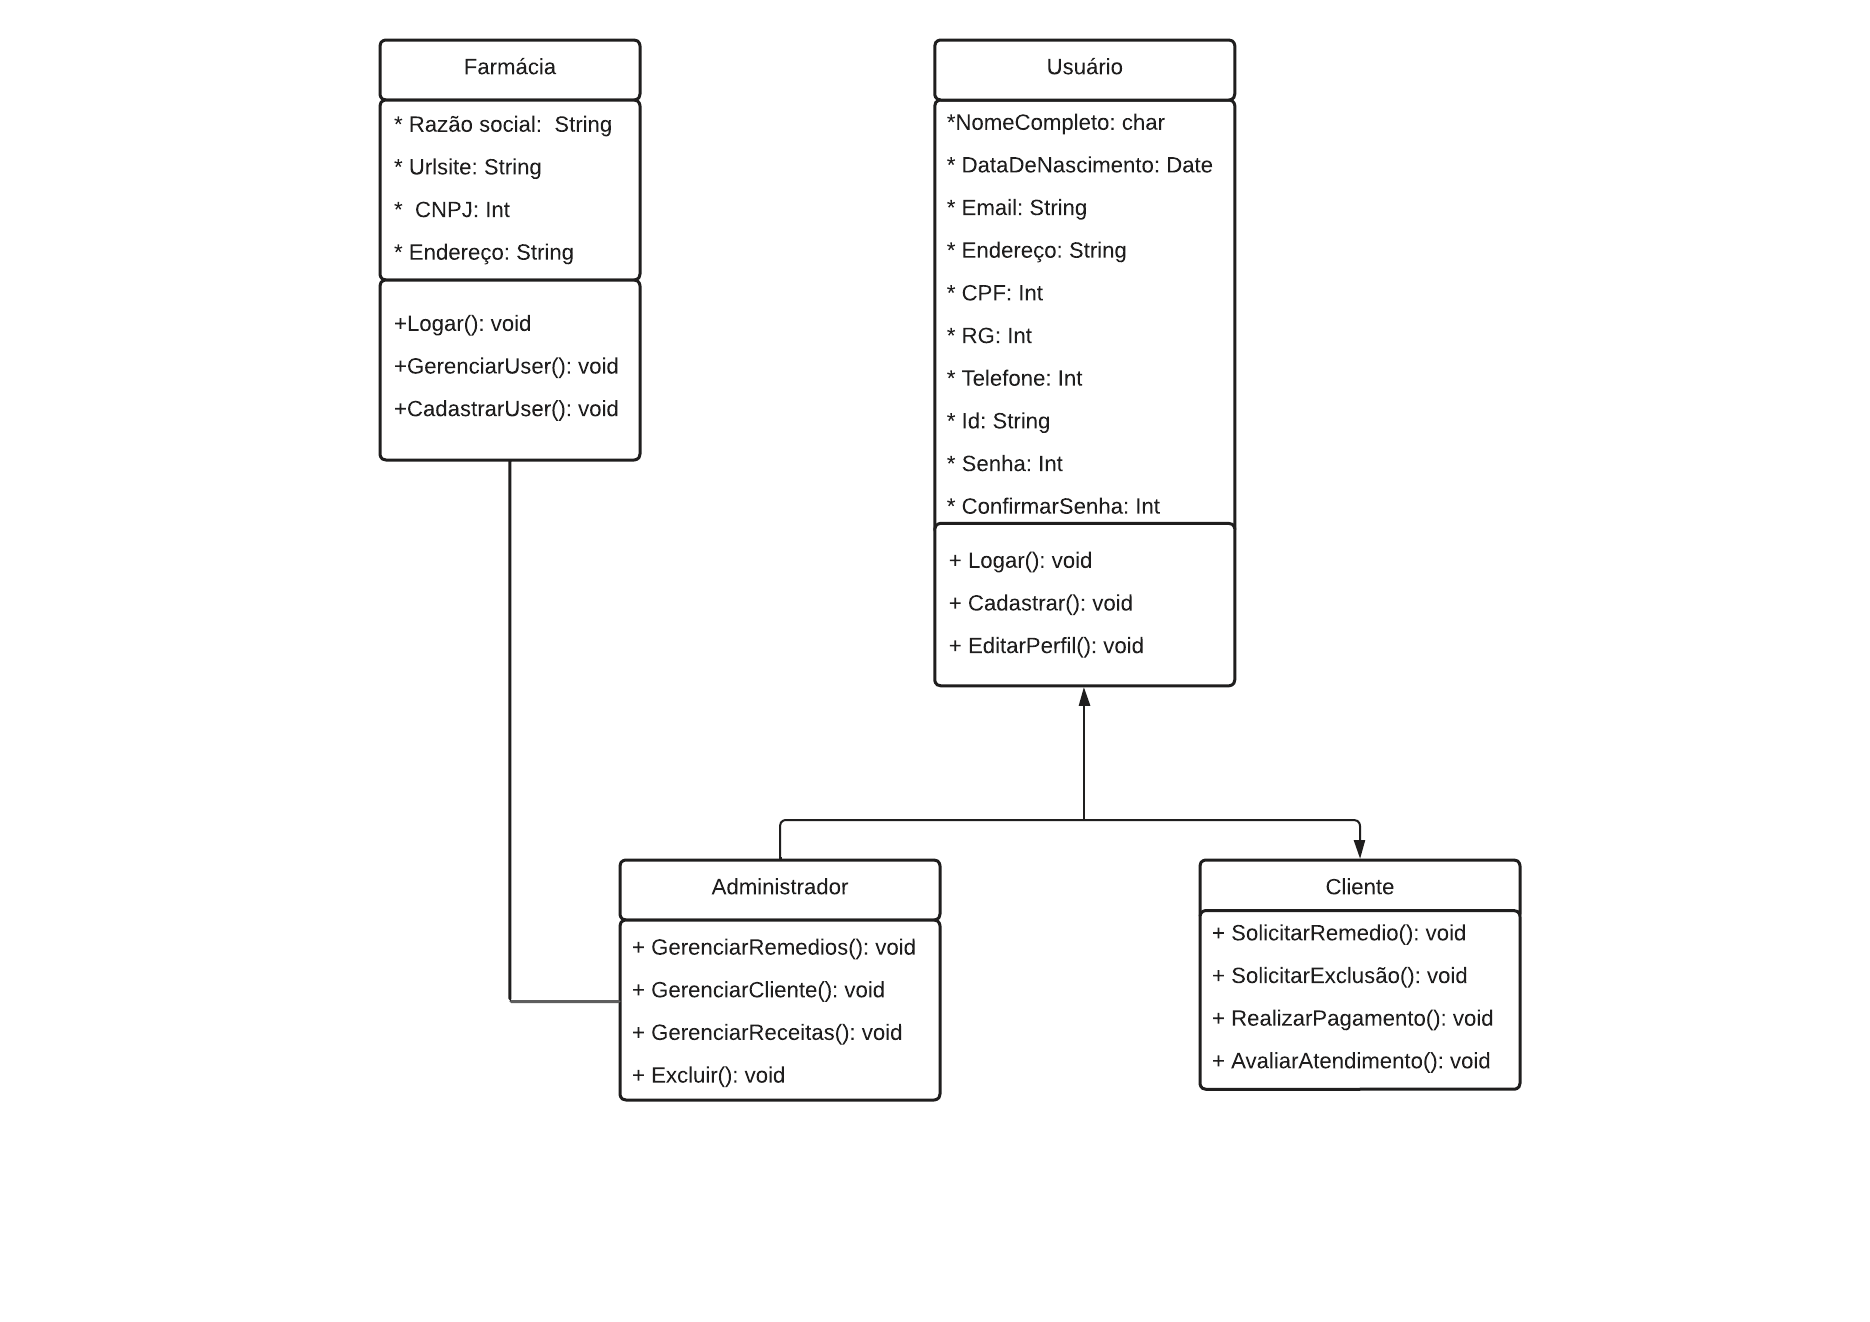 Farmácia
* Razão social:  String
* Urlsite: String
*  CNPJ: Int
* Endereço: String
+Logar(): void
+GerenciarUser(): void
+CadastrarUser(): void
Usuário
*NomeCompleto: char
* DataDeNascimento: Date
* Email: String
* Endereço: String
* CPF: Int
* RG: Int
* Telefone: Int
* Id: String
* Senha: Int
* ConfirmarSenha: Int
+ Logar(): void
+ Cadastrar(): void
+ EditarPerfil(): void
Administrador
+ GerenciarRemedios(): void
+ GerenciarCliente(): void
+ GerenciarReceitas(): void
+ Excluir(): void
Cliente
+ SolicitarRemedio(): void
+ SolicitarExclusão(): void
+ RealizarPagamento(): void
+ AvaliarAtendimento(): void